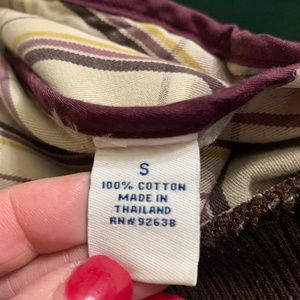 S
100% COTTON
MADE IN
THAILAND
RN# 92638